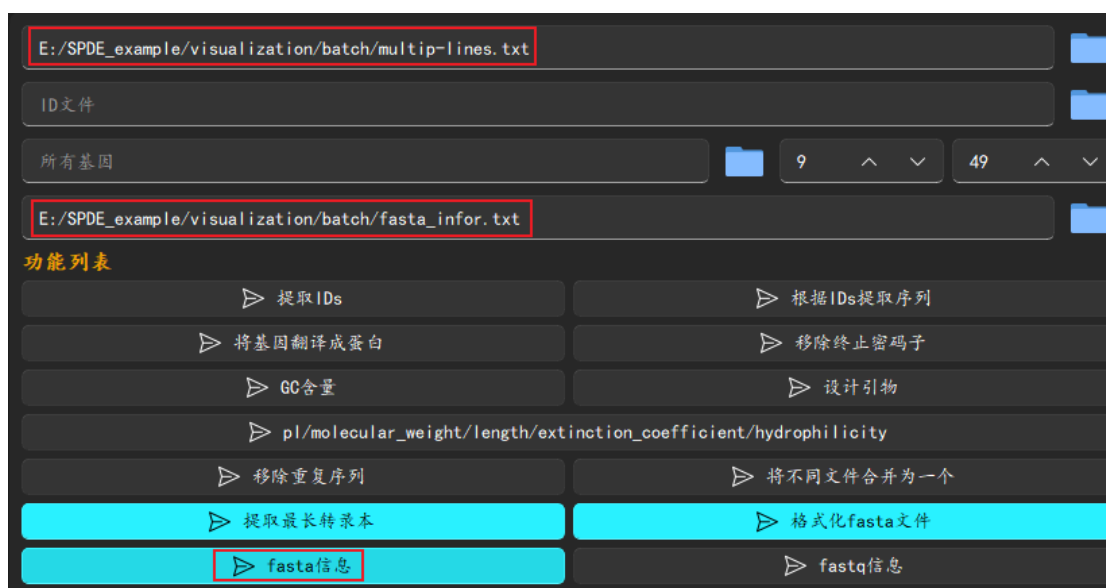 E:/SPDE_example/visualization/batch/multip-lines.txt
ID文件
所有基因 9 49
E:/SPDE_example/visualization/batch/fasta_infor.txt
功能列表
提取IDs 根据IDs提取序列
将基因翻译成蛋白 移除终止密码子
GC含量 设计引物
pl/molecular_weight/length/extinction_coefficient/hydrophilicity
移除重复序列 将不同文件合并为一个
提取最长转录本 格式化fasta文件
fasta信息 fastq信息